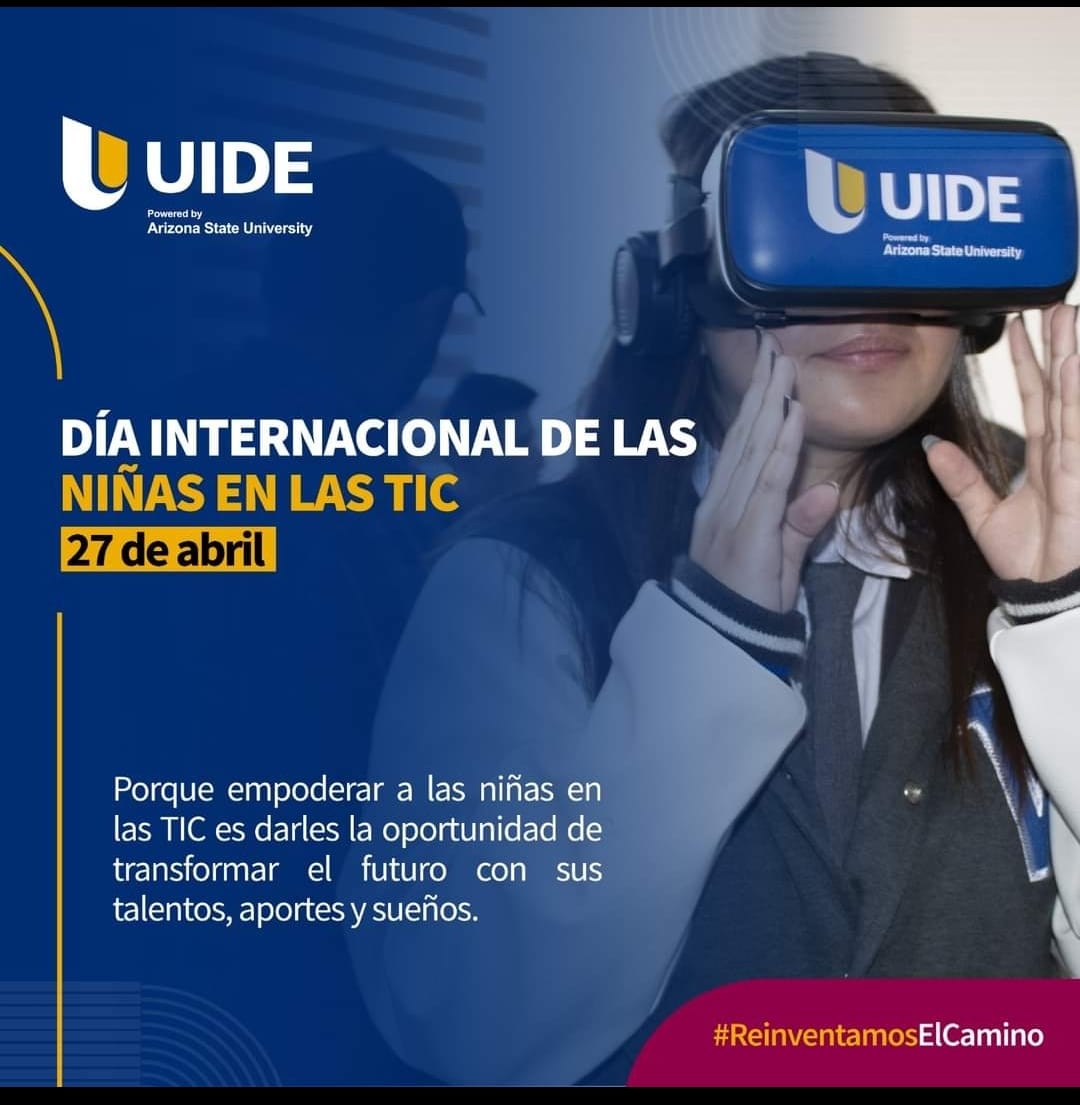 UIDE
Powered by
Arizona State University
UIDE
Powered by:
Arizona State University
DÍA INTERNACIONAL DE LAS
NIÑAS EN LAS TIC
27 de abril
Porque empoderar a las niñas en
las TIC es darles la oportunidad de
transformar el futuro con sus
talentos, aportes y sueños.
#ReinventamosElCamino